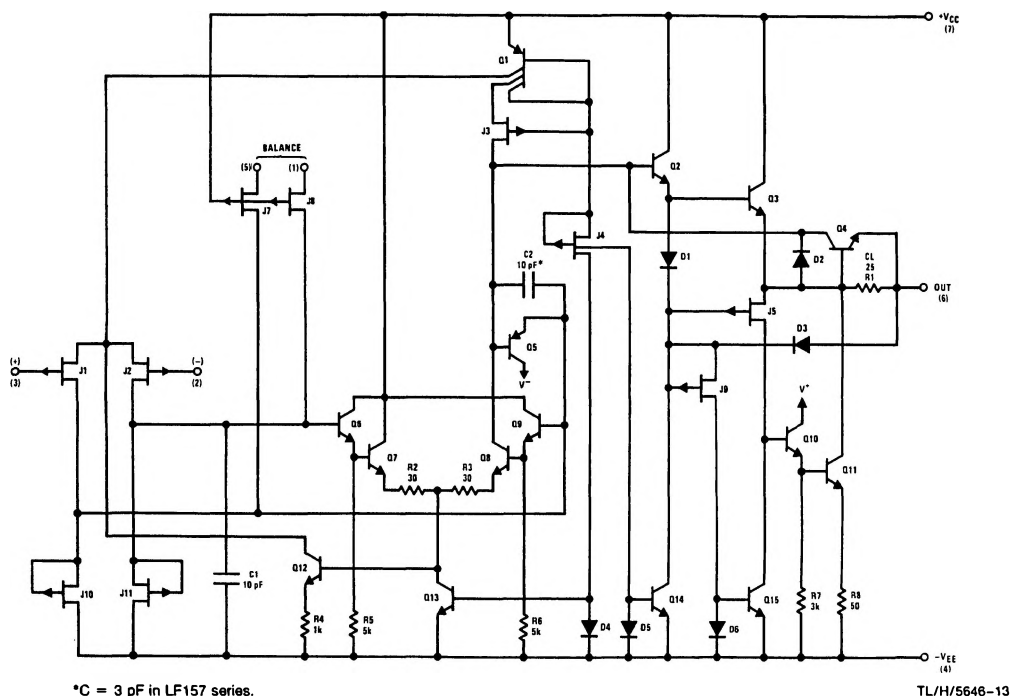 +VCC
(7)
Q1
J3
BALANCE
(5)
(1)
J7
J8
Q2
Q3
J4
Q4
C2
10 pF*
D1
D2
CL
25
R1
OUT
(6)
J5
D3
(+)
(3)
J1
J2
(-)
(2)
Q5
V-
J9
V+
Q6
Q9
Q10
Q7
Q8
R2
30
R3
30
Q11
J10
J11
C1
10 pF
Q12
Q13
Q14
Q15
R4
1k
R5
5k
R6
5k
D4
D5
D6
R7
3k
R8
50
-VEE
(4)
*C = 3 pF in LF157 series.
TL/H/5646-13